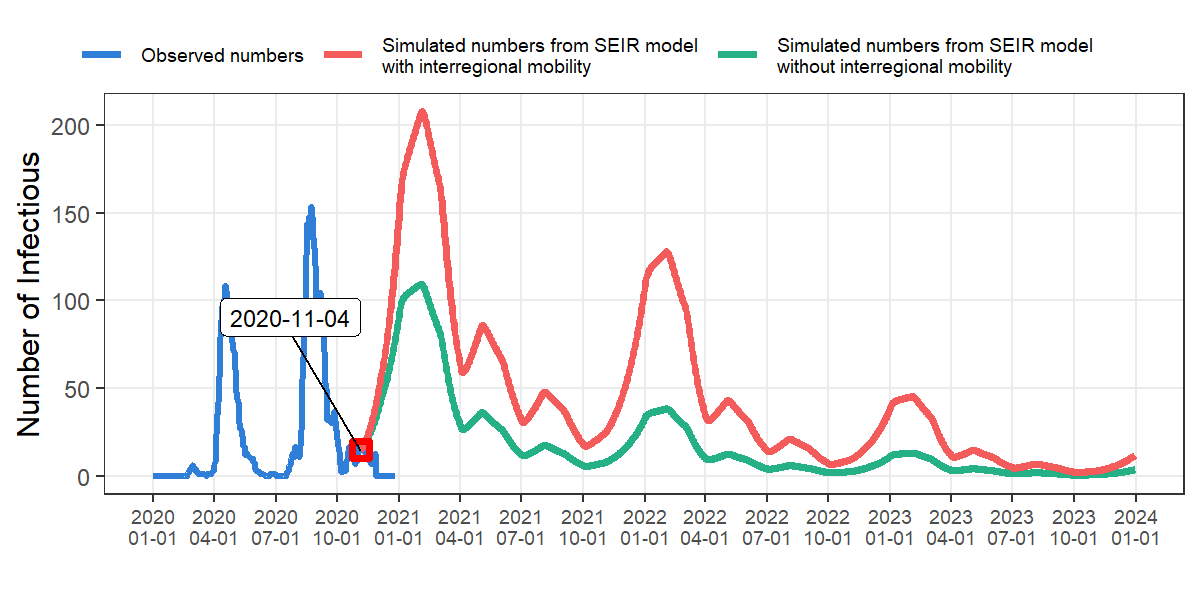 Observed numbers
Simulated numbers from SEIR model
with interregional mobility
Simulated numbers from SEIR model
without interregional mobility
Number of Infectious
200
150
100
50
0
2020-11-04
2020 2020 2020 2020 2021 2021 2021 2021 2022 2022 2022 2022 2023 2023 2023 2023 2024
01-01 04-01 07-01 10-01 01-01 04-01 07-01 10-01 01-01 04-01 07-01 10-01 01-01 04-01 07-01 10-01 01-01